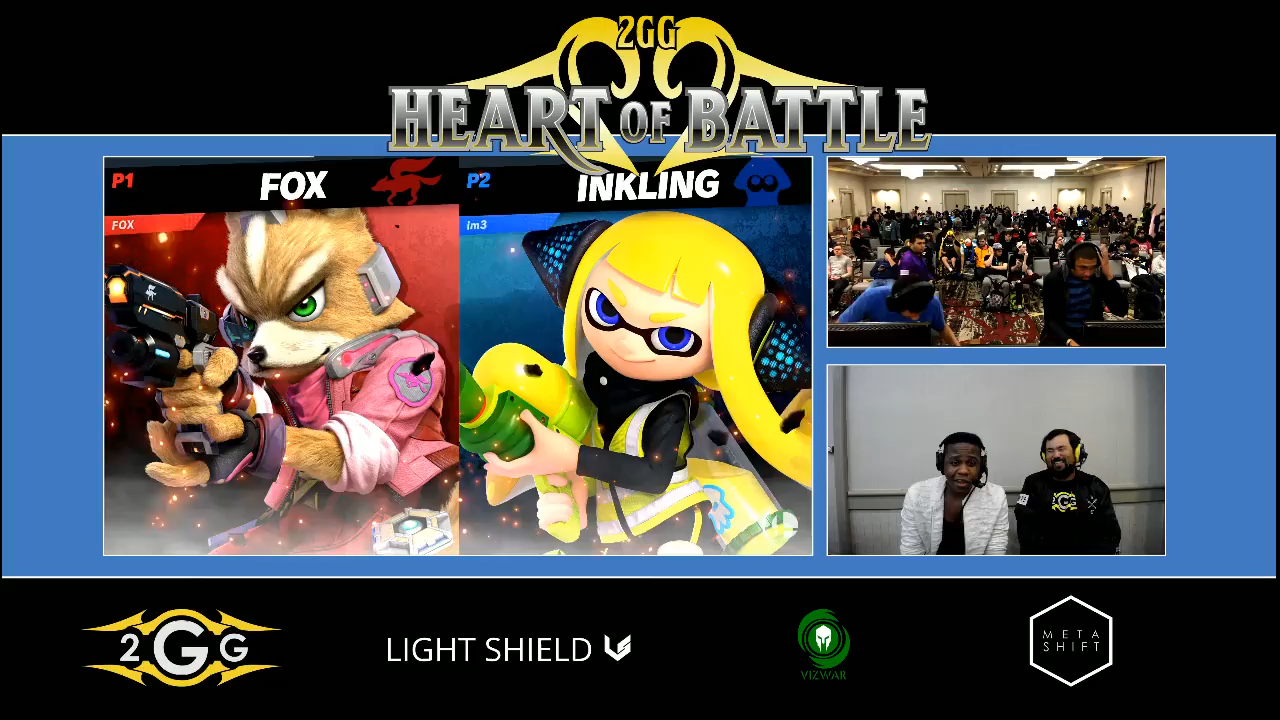 2GG
HEART OF BATTLE
P1
FOX
P2
INKLING
FOX
im3
2GG
LIGHT SHIELD
VIZWAR
META
SHIFT